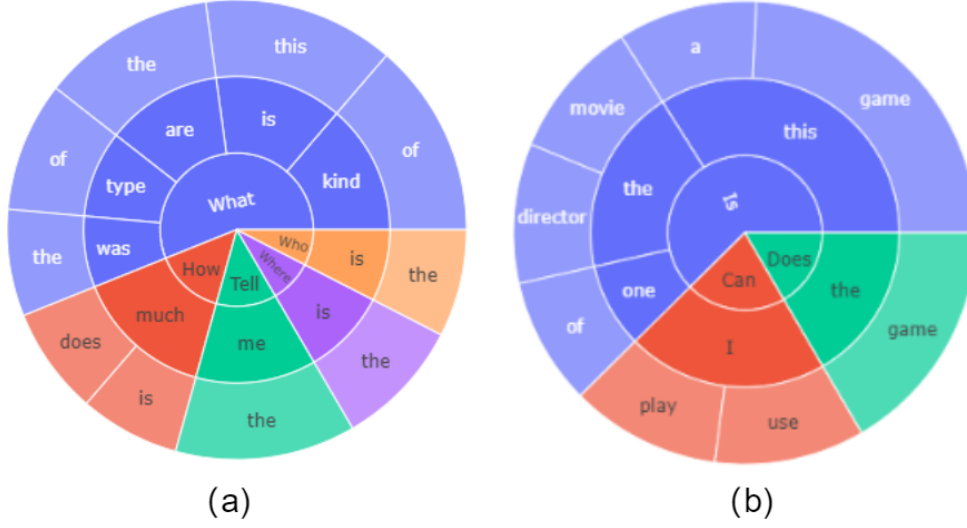 the
this
of
of
the
are
is
type
kind
was
What
Who
is
the
How
Where
Tell
much
is
does
me
the
is
the
(a)
a
game
movie
this
the
Is
director
one
Can
Does
the
of
I
game
play
use
(b)